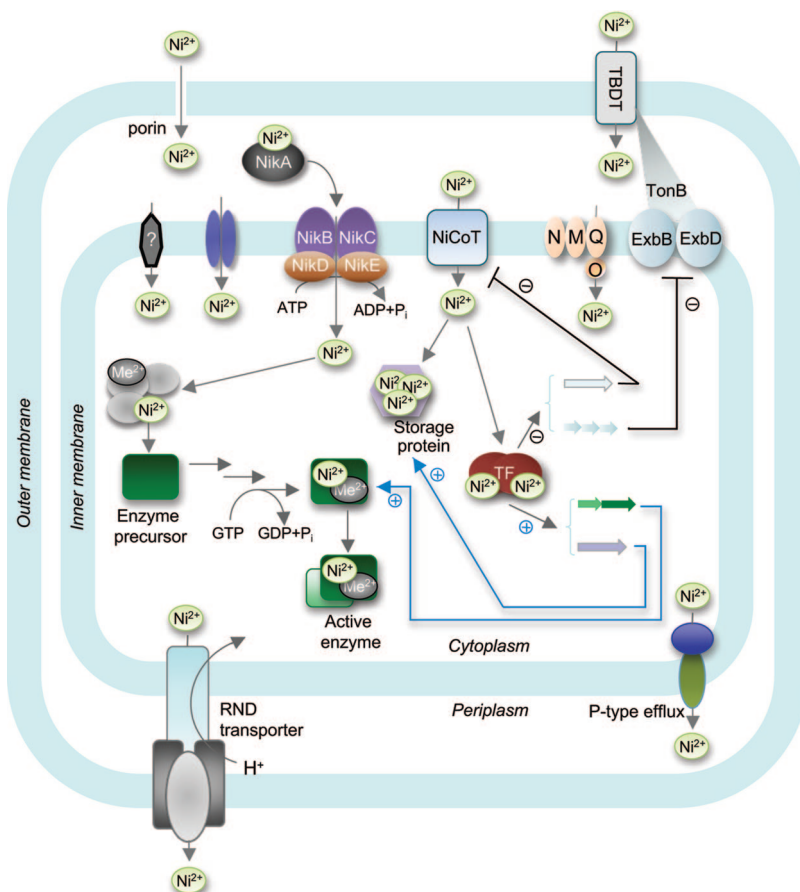 Ni2+
Ni2+
TBDT
porin
Ni2+
Ni2+
NikA
Ni2+
TonB
Ni2+
?
NikB NikC
NikD NikE
NiCoT
N M Q
O
ExbB ExbD
Ni2+
Ni2+
ATP
ADP+Pi
Ni2+
Ni2+
⊖
⊖
Ni2+
Me2+
Ni2+
Ni2+
Ni2+
Ni2+
Storage
protein
⊖
TF
Ni2+
Ni2+
⊕
⊕
⊕
Enzyme
precursor
GTP
GDP+Pi
Ni2+
Me2+
Ni2+
Me2+
Active
enzyme
Outer membrane
Inner membrane
Cytoplasm
Periplasm
Ni2+
RND
transporter
H+
Ni2+
Ni2+
P-type efflux
Ni2+